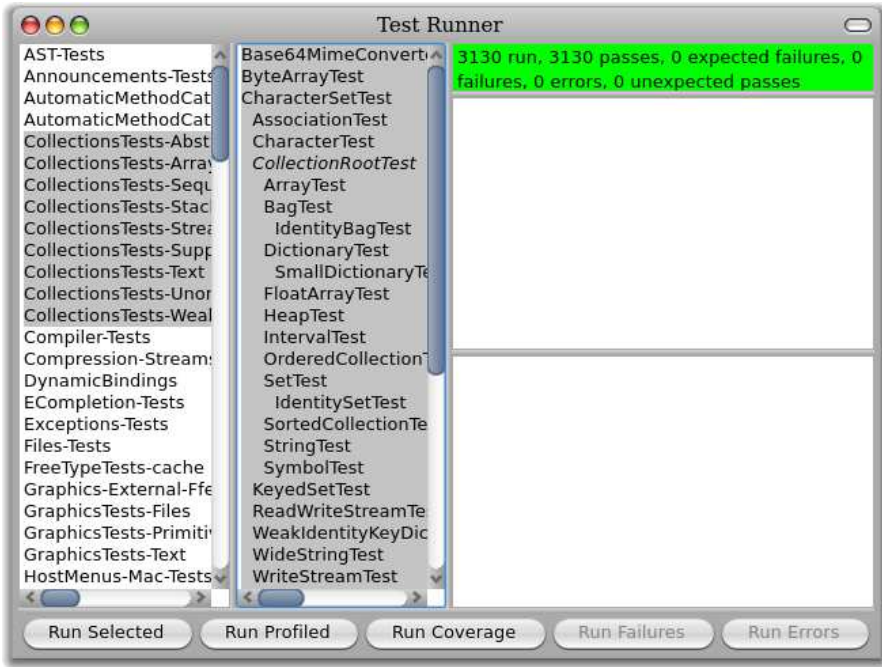 Test Runner
AST-Tests
Announcements-Tests
AutomaticMethodCat
AutomaticMethodCat
CollectionsTests-Abst
CollectionsTests-Array
CollectionsTests-Sequ
CollectionsTests-Stac
CollectionsTests-Strea
CollectionsTests-Supp
CollectionsTests-Text
CollectionsTests-Unor
CollectionsTests-Weak
Compiler-Tests
Compression-Streams
DynamicBindings
ECompletion-Tests
Exceptions-Tests
Files-Tests
FreeTypeTests-cache
Graphics-External-Ffe
GraphicsTests-Files
GraphicsTests-Primitiv
GraphicsTests-Text
HostMenus-Mac-Tests
Base64MimeConverte
ByteArrayTest
CharacterSetTest
AssociationTest
CharacterTest
CollectionRootTest
ArrayTest
BagTest
IdentityBagTest
DictionaryTest
SmallDictionaryTe
FloatArrayTest
HeapTest
IntervalTest
OrderedCollectionT
SetTest
IdentitySetTest
SortedCollectionTe
StringTest
SymbolTest
KeyedSetTest
ReadWriteStreamTe
WeakIdentityKeyDic
WideStringTest
WriteStreamTest
3130 run, 3130 passes, 0 expected failures, 0
failures, 0 errors, 0 unexpected passes
Run Selected
Run Profiled
Run Coverage
Run Failures
Run Errors